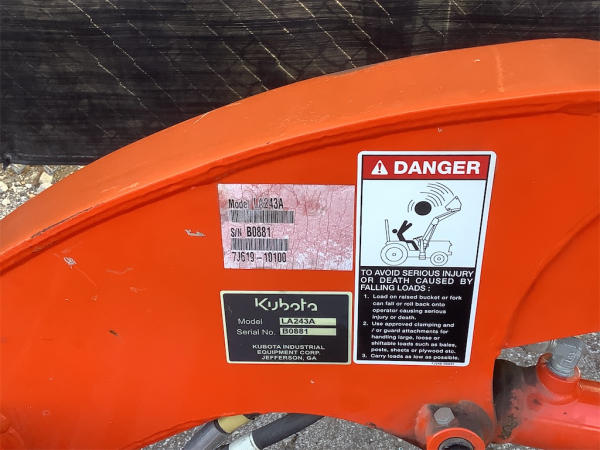 Model LA243A
S/N B0881
7J619-10100
Kubota
Model LA243A
Serial No. B0881
KUBOTA INDUSTRIAL
EQUIPMENT CORP.
JEFFERSON, GA
DANGER
TO AVOID SERIOUS INJURY
OR DEATH CAUSED BY
FALLING LOADS:
1. Load on raised bucket or fork
can fall or roll back onto
operator causing serious
injury or death.
2. Use approved clamping and
/ or guard attachments for
handling large, loose or
shiftable loads such as bales,
posts, sheets or plywood etc.
3. Carry loads as low as possible.